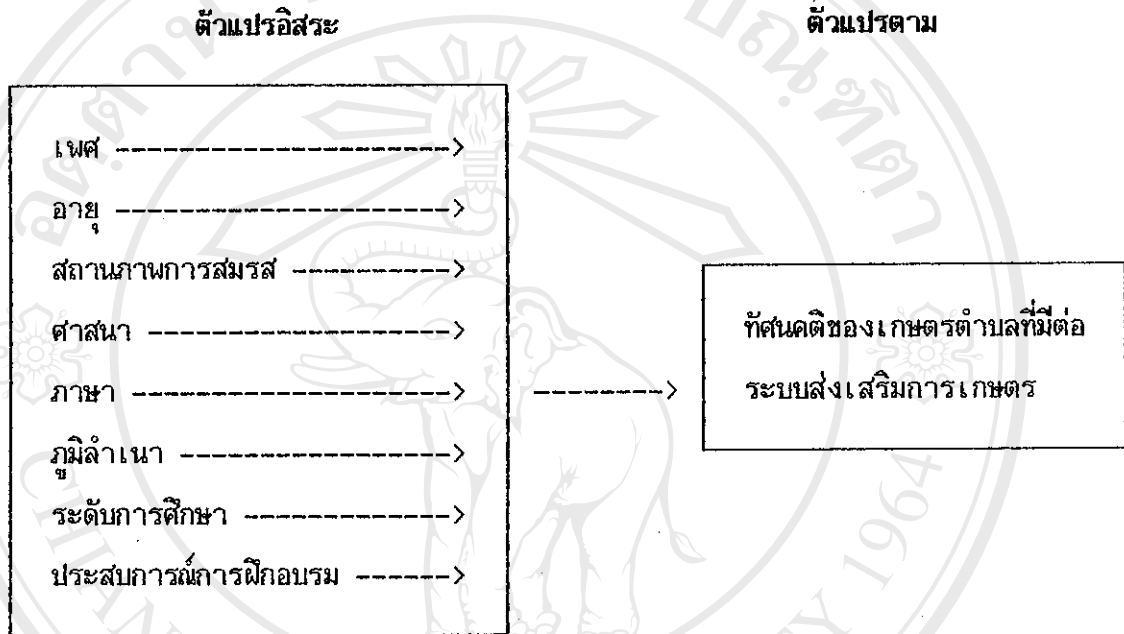 ตัวแปรอิสระ
ตัวแปรตาม
เพศ ----------------------->
อายุ ----------------------->
สถานภาพการสมรส ----------->
ศาสนา --------------------->
ภาษา ---------------------->
ภูมิลำเนา ------------------->
ระดับการศึกษา --------------->
ประสบการณ์การฝึกอบรม ------->
--------->
ทัศนคติของเกษตรตำบลที่มีต่อ
ระบบส่งเสริมการเกษตร
1964